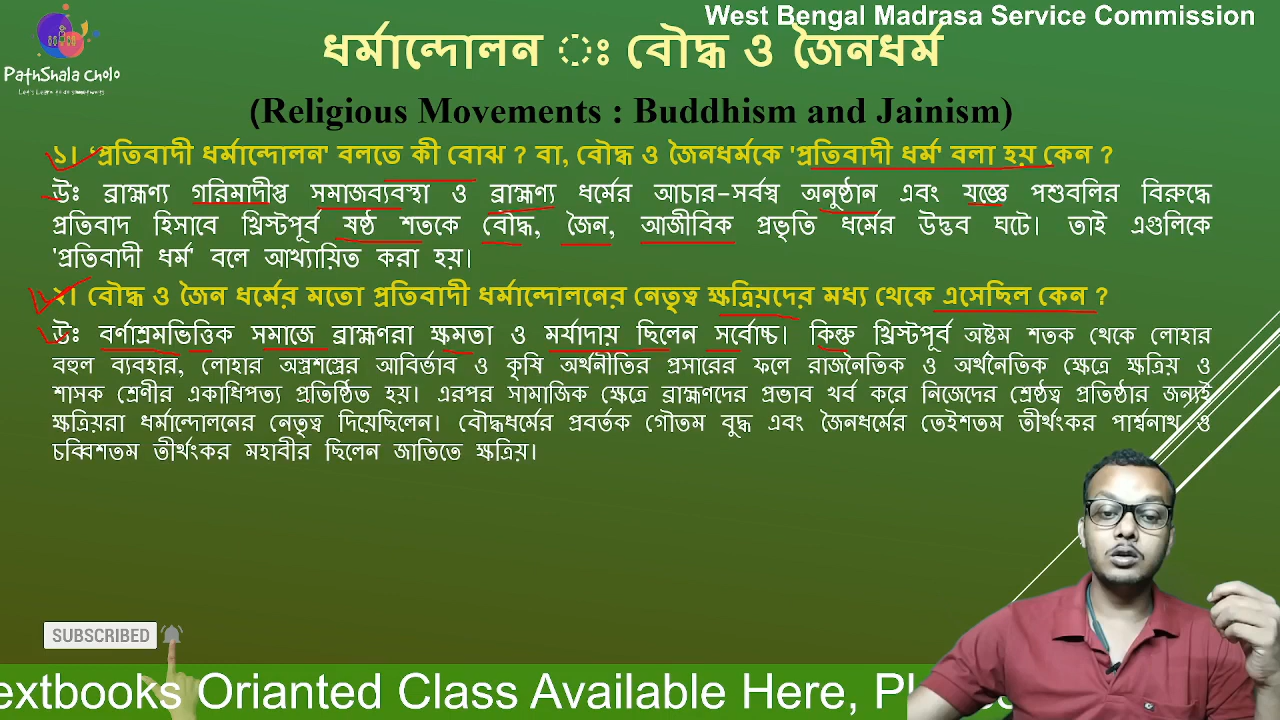 West Bengal Madrasa Service Commission
ধর্মান্দোলন ঃ বৌদ্ধ ও জৈনধর্ম
PathShala Cholo
(Religious Movements : Buddhism and Jainism)
১। 'প্রতিবাদী ধর্মান্দোলন' বলতে কী বোঝ ? বা, বৌদ্ধ ও জৈনধর্মকে 'প্রতিবাদী ধর্ম' বলা হয় কেন ?
উঃ ব্রাহ্মণ্য গরিমাদীপ্ত সমাজব্যবস্থা ও ব্রাহ্মণ্য ধর্মের আচার-সর্বস্ব অনুষ্ঠান এবং যজ্ঞে পশুবলির বিরুদ্ধে
প্রতিবাদ হিসাবে খ্রিস্টপূর্ব ষষ্ঠ শতকে বৌদ্ধ, জৈন, আজীবিক প্রভৃতি ধর্মের উদ্ভব ঘটে। তাই এগুলিকে
'প্রতিবাদী ধর্ম' বলে আখ্যায়িত করা হয়।
২। বৌদ্ধ ও জৈন ধর্মের মতো প্রতিবাদী ধর্মান্দোলনের নেতৃত্ব ক্ষত্রিয়দের মধ্য থেকে এসেছিল কেন ?
উঃ বর্ণাশ্রমভিত্তিক সমাজে ব্রাহ্মণরা ক্ষমতা ও মর্যাদায় ছিলেন সর্বোচ্চ। কিন্তু খ্রিস্টপূর্ব অষ্টম শতক থেকে লোহার
বহুল ব্যবহার, লোহার অস্ত্রশস্ত্রের আবির্ভাব ও কৃষি অর্থনীতির প্রসারের ফলে রাজনৈতিক ও অর্থনৈতিক ক্ষেত্রে ক্ষত্রিয় ও
শাসক শ্রেণীর একাধিপত্য প্রতিষ্ঠিত হয়। এরপর সামাজিক ক্ষেত্রে ব্রাহ্মণদের প্রভাব খর্ব করে নিজেদের শ্রেষ্ঠত্ব প্রতিষ্ঠার জন্যই
ক্ষত্রিয়রা ধর্মান্দোলনের নেতৃত্ব দিয়েছিলেন। বৌদ্ধধর্মের প্রবর্তক গৌতম বুদ্ধ এবং জৈনধর্মের তেইশতম তীর্থংকর পার্শ্বনাথ ও
চব্বিশতম তীর্থংকর মহাবীর ছিলেন জাতিতে ক্ষত্রিয়।
SUBSCRIBED
extbooks Orianted Class Available Here,